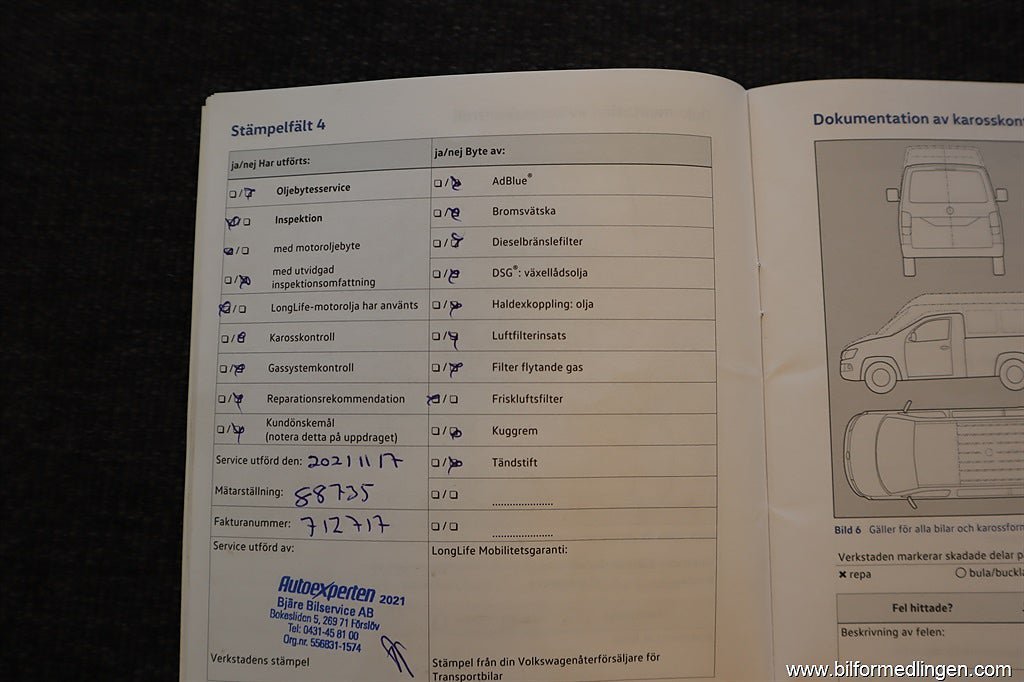 Stämpelfält 4
ja/nej Har utförts:
Oljebytesservice
Inspektion
med motoroljebyte
med utvidgad
inspektionsomfattning
LongLife-motorolja har använts
Karosskontroll
Gassystemkontroll
Reparationsrekommendation
Kundönskemål
(notera detta på uppdraget)
Service utförd den: 20211117
Mätarställning: 88735
Fakturanummer: 712717
Service utförd av:
Autoexperten 2021
Bjäre Bilservice AB
Bokesliden 5, 269 71 Förslöv
Tel: 0431-45 81 00
Org.nr. 556831-1574
Verkstadens stämpel
ja/nej Byte av:
AdBlue®
Bromsvätska
Dieselbränslefilter
DSG®: växellådsolja
Haldexkoppling: olja
Luftfilterinsats
Filter flytande gas
Friskluftsfilter
Kuggrem
Tändstift
LongLife Mobilitetsgaranti:
Stämpel från din Volkswagenåterförsäljare för
Transportbilar
Dokumentation av karosskon
Bild 6 Gäller för alla bilar och karossform
Verkstaden markerar skadade delar p
✖ repa
○ bula/buckla
Fel hittade?
Beskrivning av felen:
www.bilformedlingen.com